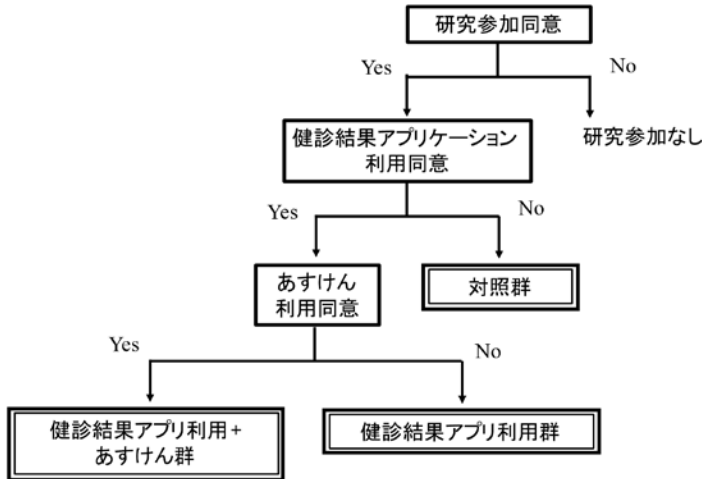 研究参加同意
Yes
No
健診結果アプリケーション
利用同意
研究参加なし
Yes
No
あすけん
利用同意
対照群
Yes
No
健診結果アプリ利用+
あすけん群
健診結果アプリ利用群